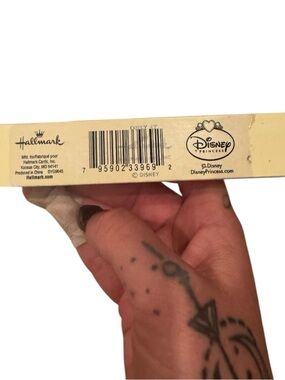 Hallmark
Mfd. for/Fabriqué pour
Hallmark Cards, Inc.
Kansas City, MO 64141
Produced in China
Hallmark.com
7 95902 33969 2
© DISNEY
Disney
PRINCESS
© Disney
DisneyPrincess.com